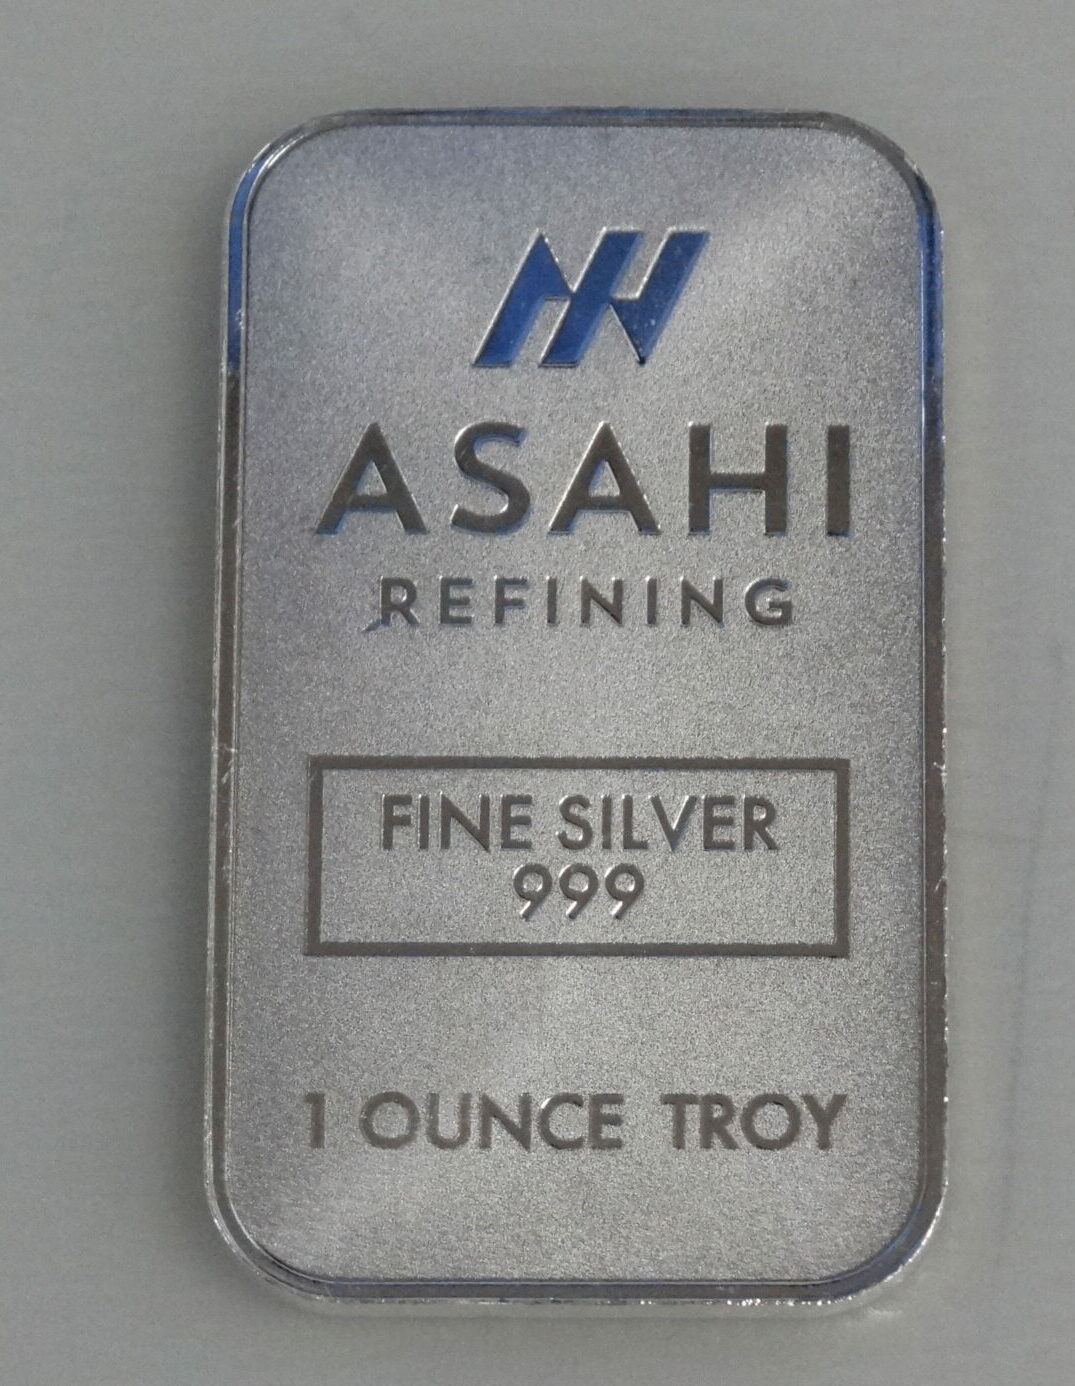 ASAHI
REFINING
FINE SILVER
999
1 OUNCE TROY